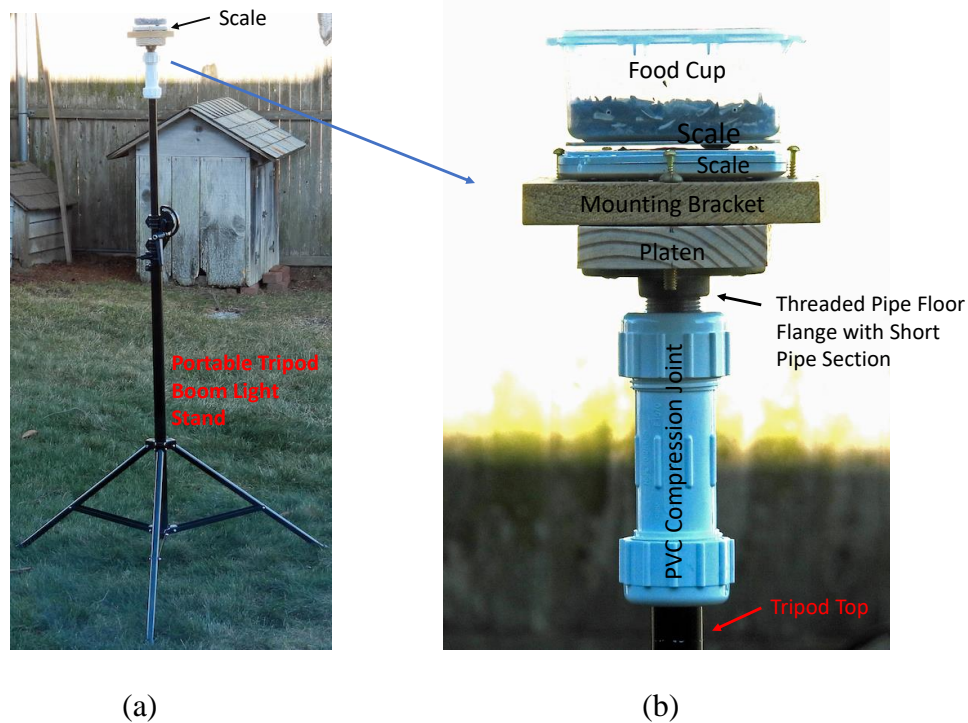 Scale
Portable Tripod
Boom Light
Stand
Food Cup
Scale
Scale
Mounting Bracket
Platen
Threaded Pipe Floor
Flange with Short
Pipe Section
PVC Compression Joint
Tripod Top
(a)
(b)